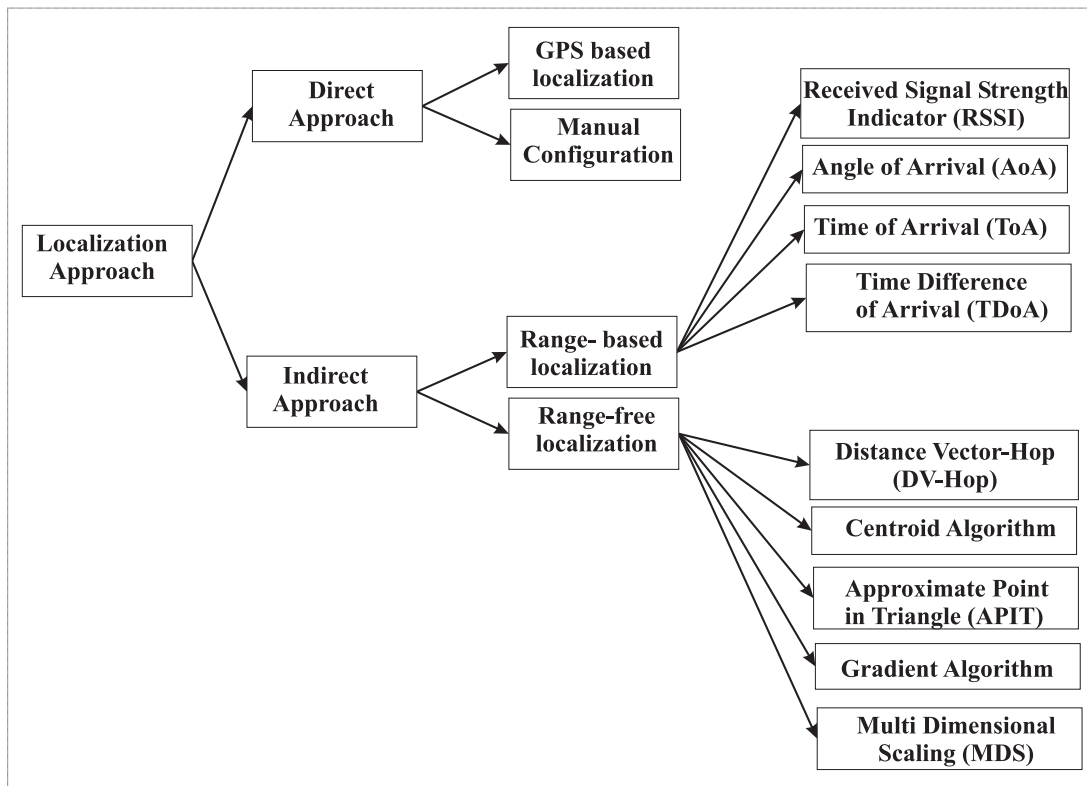 Localization
Approach
Direct
Approach
GPS based
localization
Manual
Configuration
Indirect
Approach
Range- based
localization
Received Signal Strength
Indicator (RSSI)
Angle of Arrival (AoA)
Time of Arrival (ToA)
Time Difference
of Arrival (TDoA)
Range-free
localization
Distance Vector-Hop
(DV-Hop)
Centroid Algorithm
Approximate Point
in Triangle (APIT)
Gradient Algorithm
Multi Dimensional
Scaling (MDS)